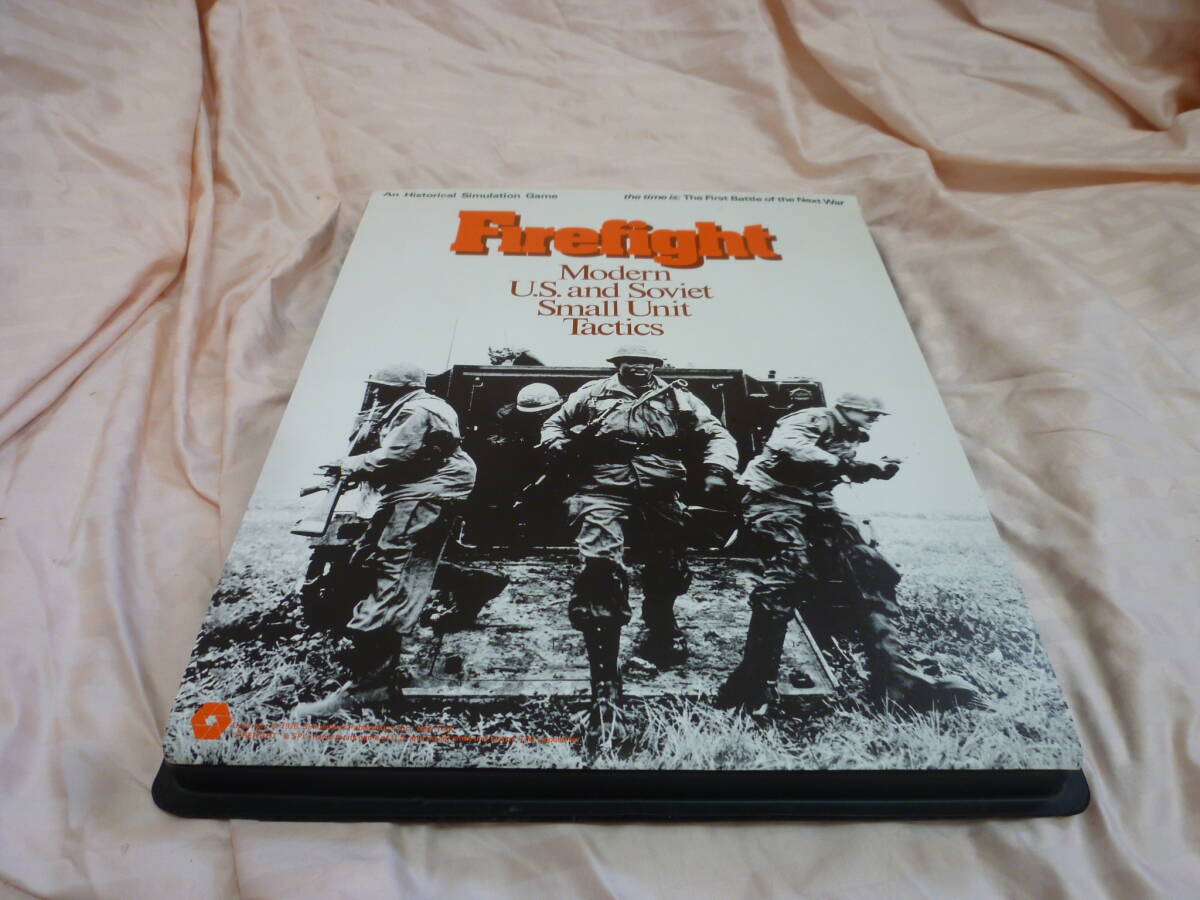 An Historical Simulation Game
the time is: The First Battle of the Next War
Firefight
Modern
U.S. and Soviet
Small Unit
Tactics